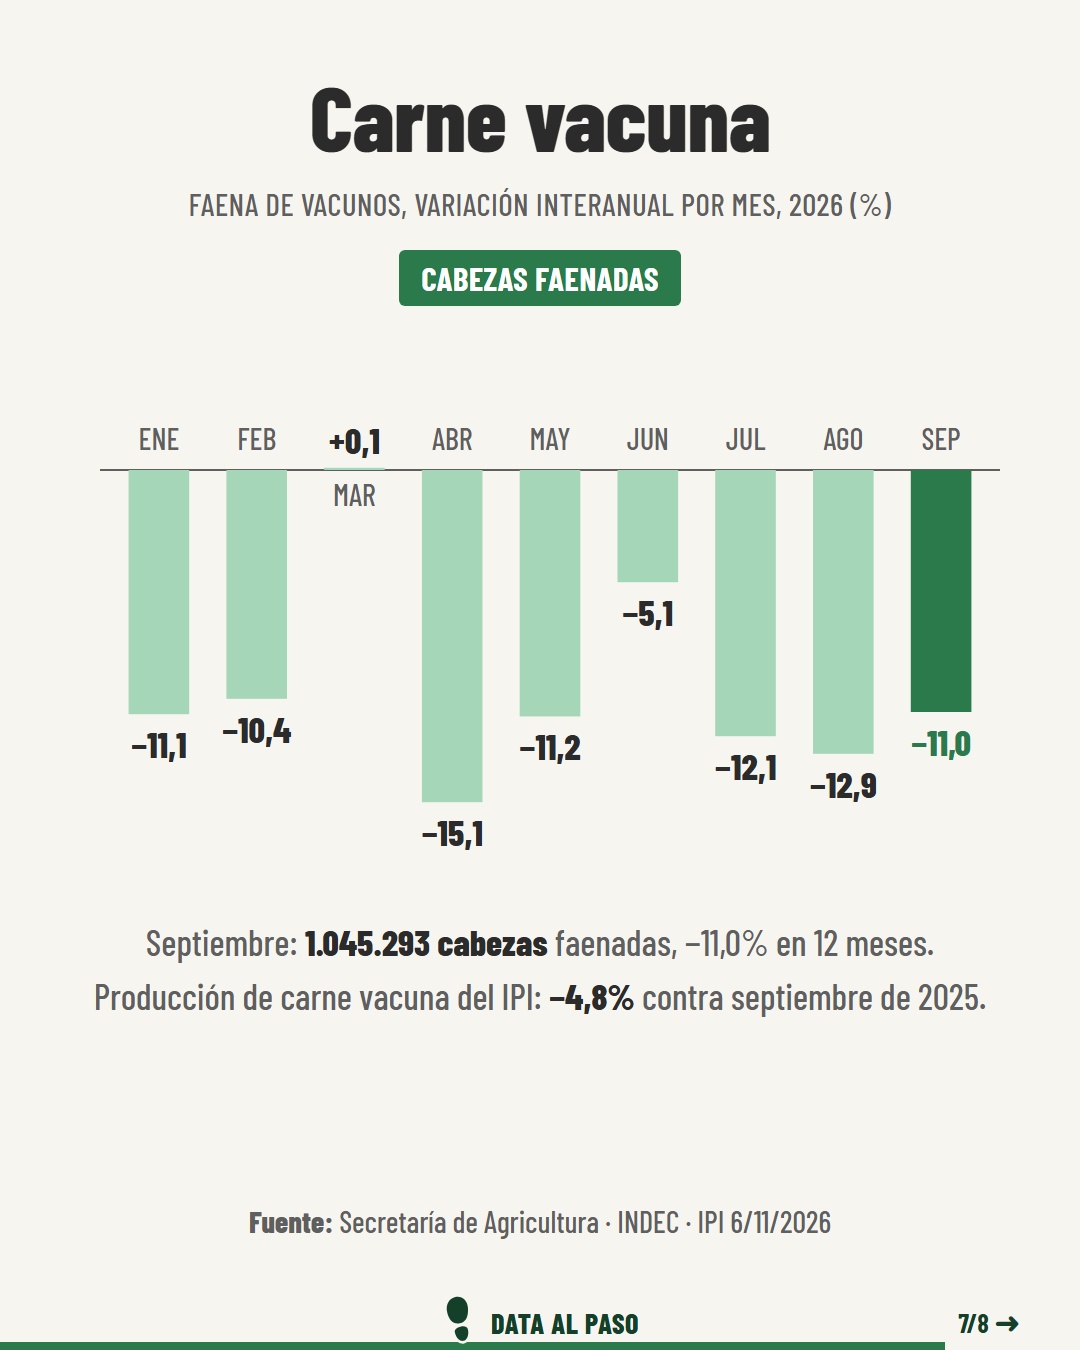 Carne vacuna
FAENA DE VACUNOS, VARIACIÓN INTERANUAL POR MES, 2026 (%)
CABEZAS FAENADAS
ENE FEB +0,1 ABR MAY JUN JUL AGO SEP
MAR
−5,1
−11,1 −10,4 −11,2 −12,1 −12,9 −11,0
−15,1
Septiembre: 1.045.293 cabezas faenadas, −11,0% en 12 meses.
Producción de carne vacuna del IPI: −4,8% contra septiembre de 2025.
Fuente: Secretaría de Agricultura · INDEC · IPI 6/11/2026
DATA AL PASO
7/8 ➜